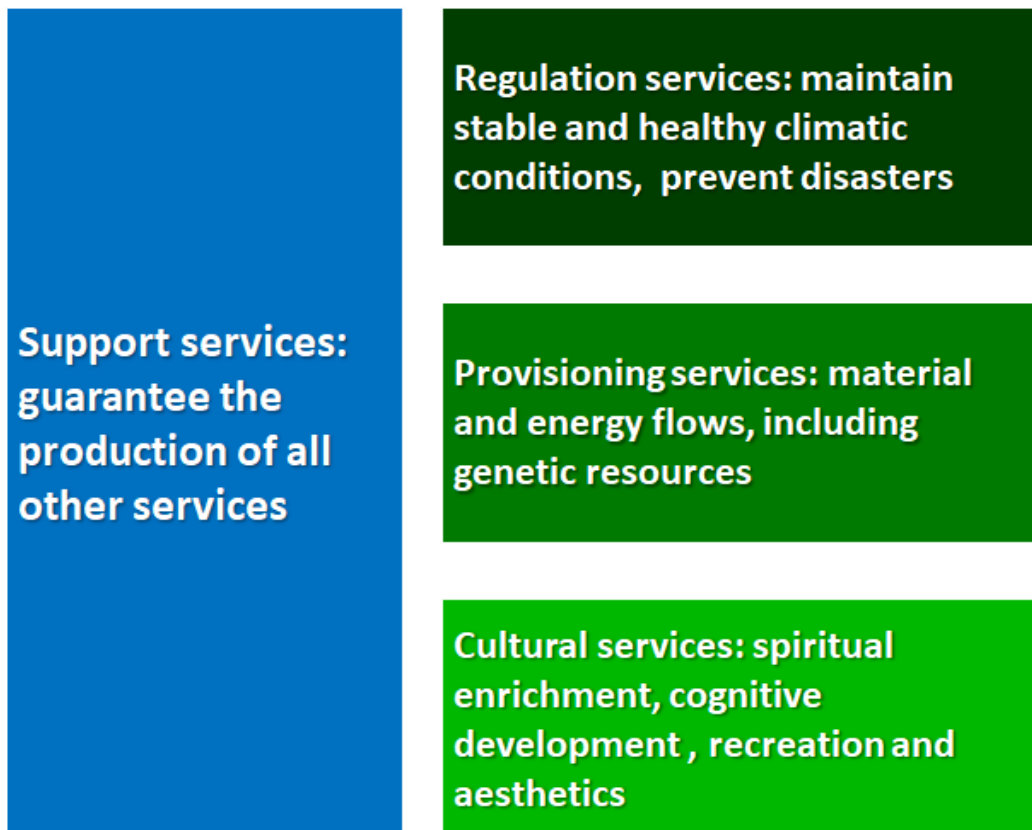 Support services:
guarantee the
production of all
other services
Regulation services: maintain
stable and healthy climatic
conditions,  prevent disasters
Provisioning services: material
and energy flows, including
genetic resources
Cultural services: spiritual
enrichment, cognitive
development , recreation and
aesthetics